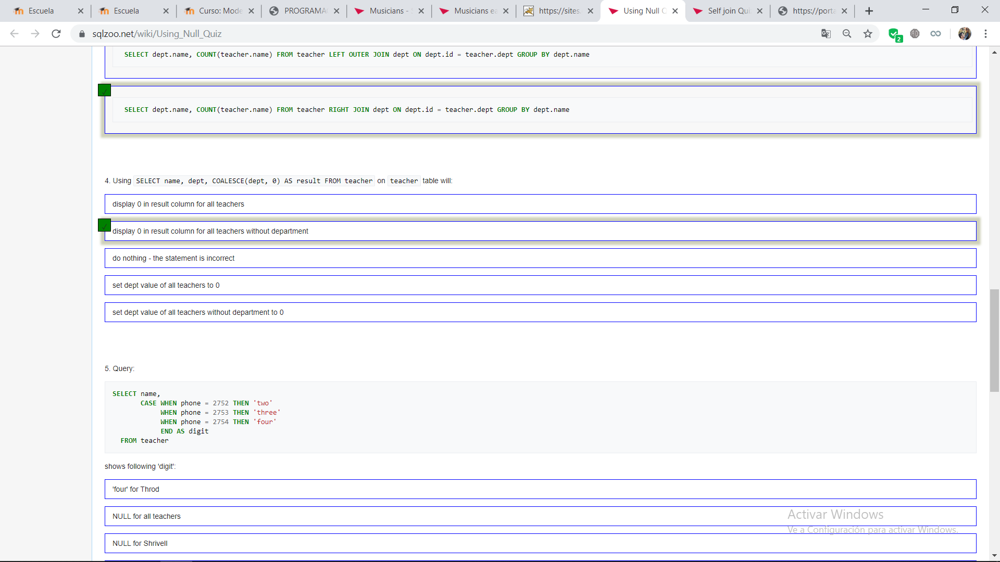 Escuela
Escuela
Curso: Mode
PROGRAMA
Musicians -
Musicians ea
https://sites.
Using Null
Self join Qui
https://porta
sqlzoo.net/wiki/Using_Null_Quiz
2
SELECT dept.name, COUNT(teacher.name) FROM teacher LEFT OUTER JOIN dept ON dept.id = teacher.dept GROUP BY dept.name
SELECT dept.name, COUNT(teacher.name) FROM teacher RIGHT JOIN dept ON dept.id = teacher.dept GROUP BY dept.name
4. Using SELECT name, dept, COALESCE(dept, 0) AS result FROM teacher on teacher table will:
display 0 in result column for all teachers
display 0 in result column for all teachers without department
do nothing - the statement is incorrect
set dept value of all teachers to 0
set dept value of all teachers without department to 0
5. Query:
SELECT name,
CASE WHEN phone = 2752 THEN 'two'
WHEN phone = 2753 THEN 'three'
WHEN phone = 2754 THEN 'four'
END AS digit
FROM teacher
shows following 'digit':
'four' for Throd
NULL for all teachers
NULL for Shrivell
Activar Windows
Ve a Configuración para activar Windows.